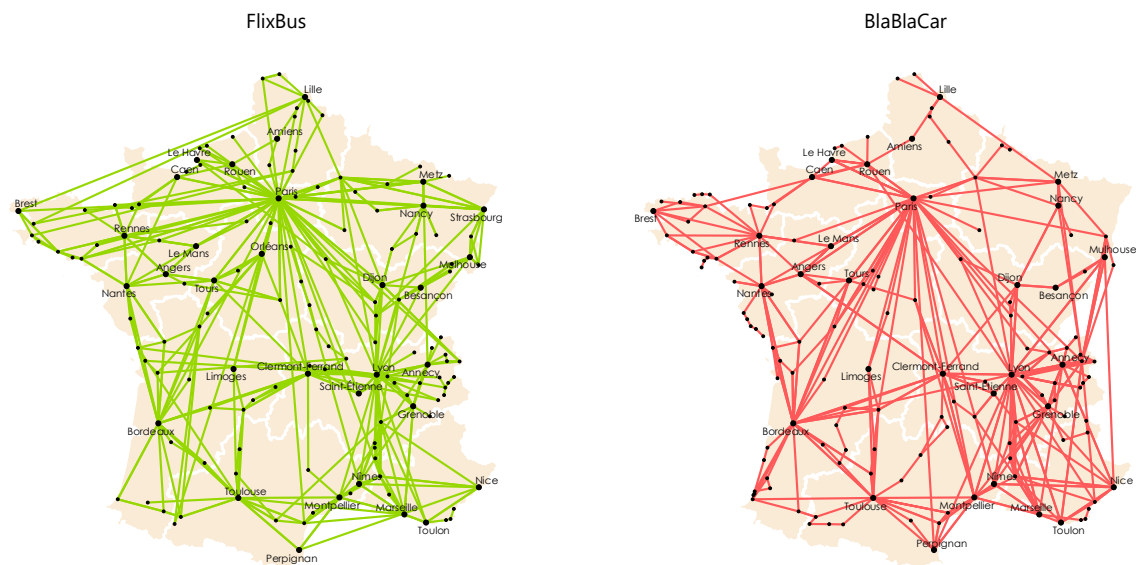 FlixBus
Lille
Amiens
Le Havre
Rouen
Caen
Metz
Paris
Brest
Nancy
Strasbourg
Rennes
Le Mans
Orléans
Mulhouse
Angers
Dijon
Nantes
Tours
Besançon
Clermont-Ferrand
Lyon
Annecy
Limoges
Saint-Étienne
Grenoble
Bordeaux
Nîmes
Nice
Toulouse
Montpellier
Marseille
Toulon
Perpignan
BlaBlaCar
Lille
Amiens
Le Havre
Caen
Rouen
Metz
Nancy
Paris
Brest
Rennes
Le Mans
Mulhouse
Angers
Tours
Dijon
Nantes
Besançon
Annecy
Limoges
Clermont-Ferrand
Lyon
Saint-Étienne
Grenoble
Bordeaux
Nîmes
Nice
Toulouse
Montpellier
Marseille
Toulon
Perpignan